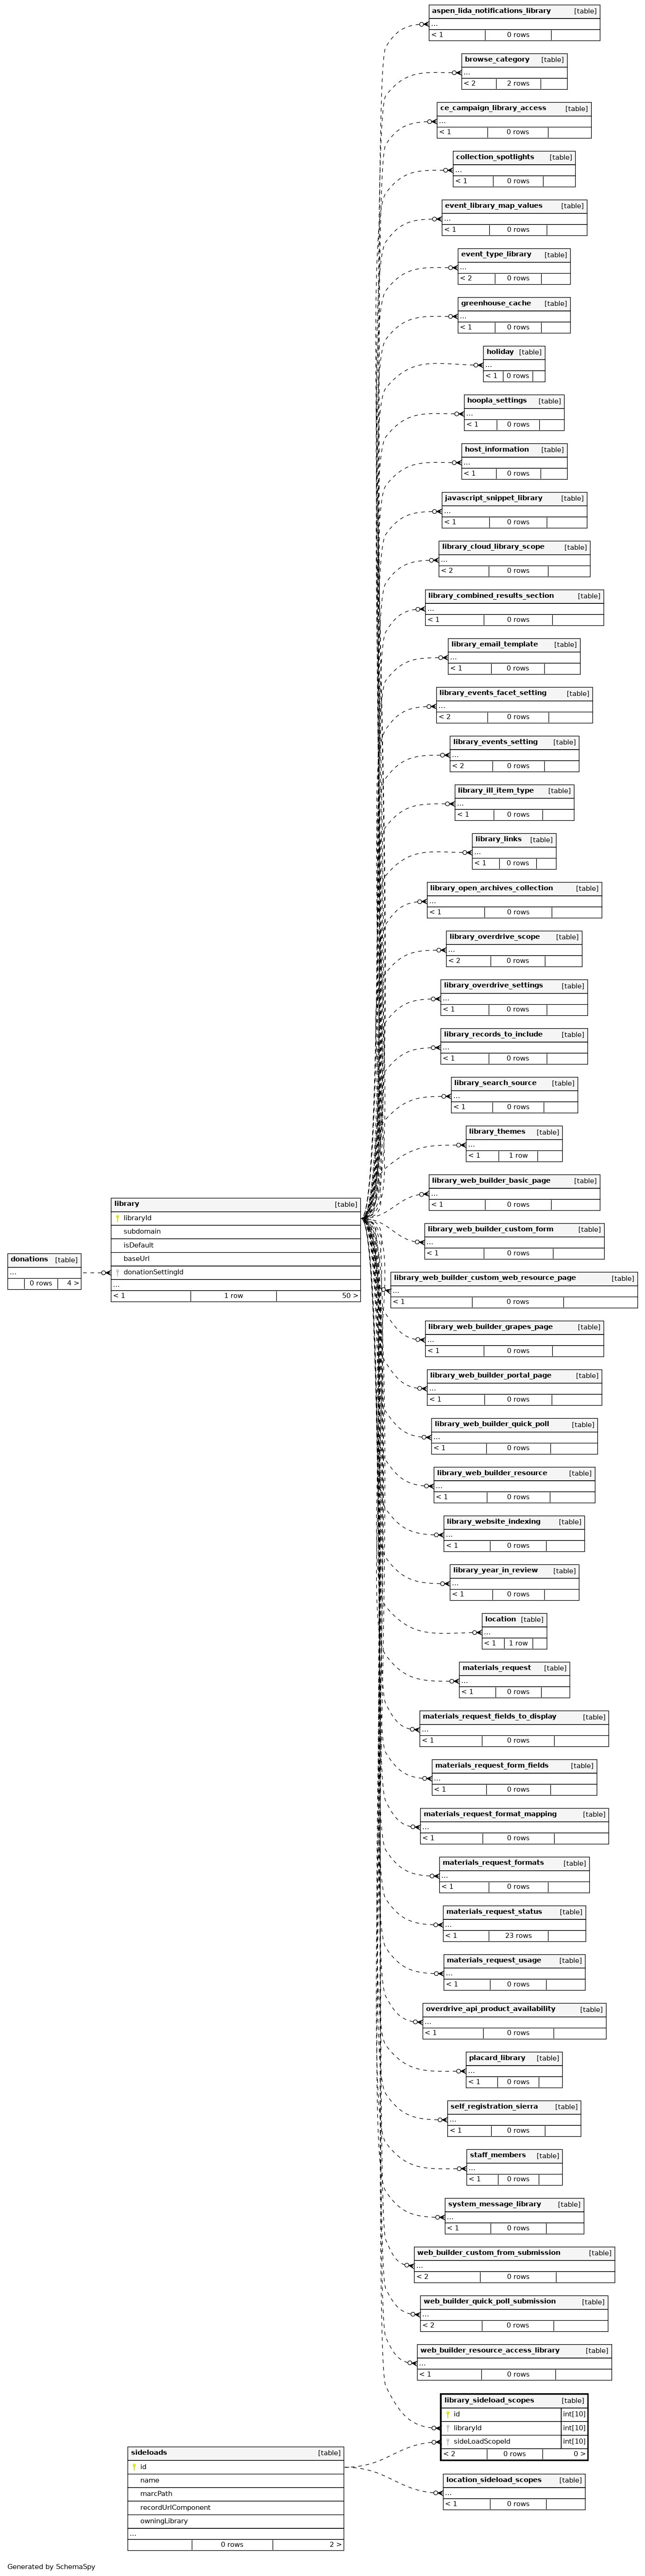 aspen_lida_notifications_library [table]
...
< 1 0 rows
browse_category [table]
...
< 2 2 rows
ce_campaign_library_access [table]
...
< 1 0 rows
collection_spotlights [table]
...
< 1 0 rows
event_library_map_values [table]
...
< 1 0 rows
event_type_library [table]
...
< 2 0 rows
greenhouse_cache [table]
...
< 1 0 rows
holiday [table]
...
< 1 0 rows
hoopla_settings [table]
...
< 1 0 rows
host_information [table]
...
< 1 0 rows
javascript_snippet_library [table]
...
< 1 0 rows
library_cloud_library_scope [table]
...
< 2 0 rows
library_combined_results_section [table]
...
< 1 0 rows
library_email_template [table]
...
< 1 0 rows
library_events_facet_setting [table]
...
< 2 0 rows
library_events_setting [table]
...
< 2 0 rows
library_ill_item_type [table]
...
< 1 0 rows
library_links [table]
...
< 1 0 rows
library_open_archives_collection [table]
...
< 1 0 rows
library_overdrive_scope [table]
...
< 2 0 rows
library_overdrive_settings [table]
...
< 1 0 rows
library_records_to_include [table]
...
< 1 0 rows
library_search_source [table]
...
< 1 0 rows
library_themes [table]
...
< 1 1 row
library_web_builder_basic_page [table]
...
< 1 0 rows
library [table]
libraryId
subdomain
isDefault
baseUrl
donationSettingId
...
< 1 1 row 50 >
donations [table]
...
0 rows 4 >
library_web_builder_custom_form [table]
...
< 1 0 rows
library_web_builder_custom_web_resource_page [table]
...
< 1 0 rows
library_web_builder_grapes_page [table]
...
< 1 0 rows
library_web_builder_portal_page [table]
...
< 1 0 rows
library_web_builder_quick_poll [table]
...
< 1 0 rows
library_web_builder_resource [table]
...
< 1 0 rows
library_website_indexing [table]
...
< 1 0 rows
library_year_in_review [table]
...
< 1 0 rows
location [table]
...
< 1 1 row
materials_request [table]
...
< 1 0 rows
materials_request_fields_to_display [table]
...
< 1 0 rows
materials_request_form_fields [table]
...
< 1 0 rows
materials_request_format_mapping [table]
...
< 1 0 rows
materials_request_formats [table]
...
< 1 0 rows
materials_request_status [table]
...
< 1 23 rows
materials_request_usage [table]
...
< 1 0 rows
overdrive_api_product_availability [table]
...
< 1 0 rows
placard_library [table]
...
< 1 0 rows
self_registration_sierra [table]
...
< 1 0 rows
staff_members [table]
...
< 1 0 rows
system_message_library [table]
...
< 1 0 rows
web_builder_custom_from_submission [table]
...
< 2 0 rows
web_builder_quick_poll_submission [table]
...
< 2 0 rows
web_builder_resource_access_library [table]
...
< 1 0 rows
library_sideload_scopes [table]
id int[10]
libraryId int[10]
sideLoadScopeId int[10]
< 2 0 rows 0 >
sideloads [table]
id
name
marcPath
recordUrlComponent
owningLibrary
...
0 rows 2 >
location_sideload_scopes [table]
...
< 1 0 rows
Generated by SchemaSpy